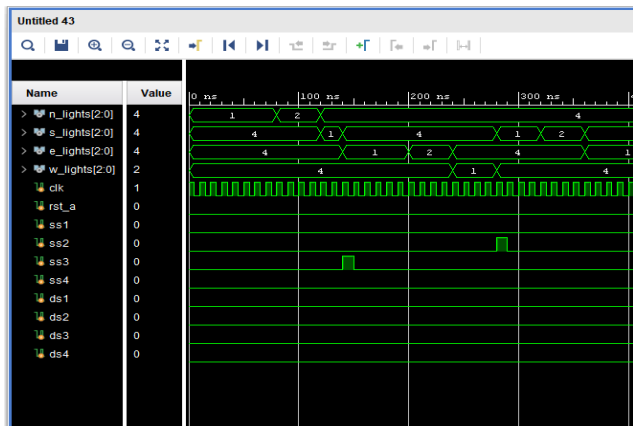 Untitled 43
Name Value
0 ns 100 ns 200 ns 300 ns
> n_lights[2:0] 4 1 2 4
> s_lights[2:0] 4 4 1 4 1 2
> e_lights[2:0] 4 4 1 2 4 1
> w_lights[2:0] 2 4 1 4
clk 1
rst_a 0
ss1 0
ss2 0
ss3 0
ss4 0
ds1 0
ds2 0
ds3 0
ds4 0